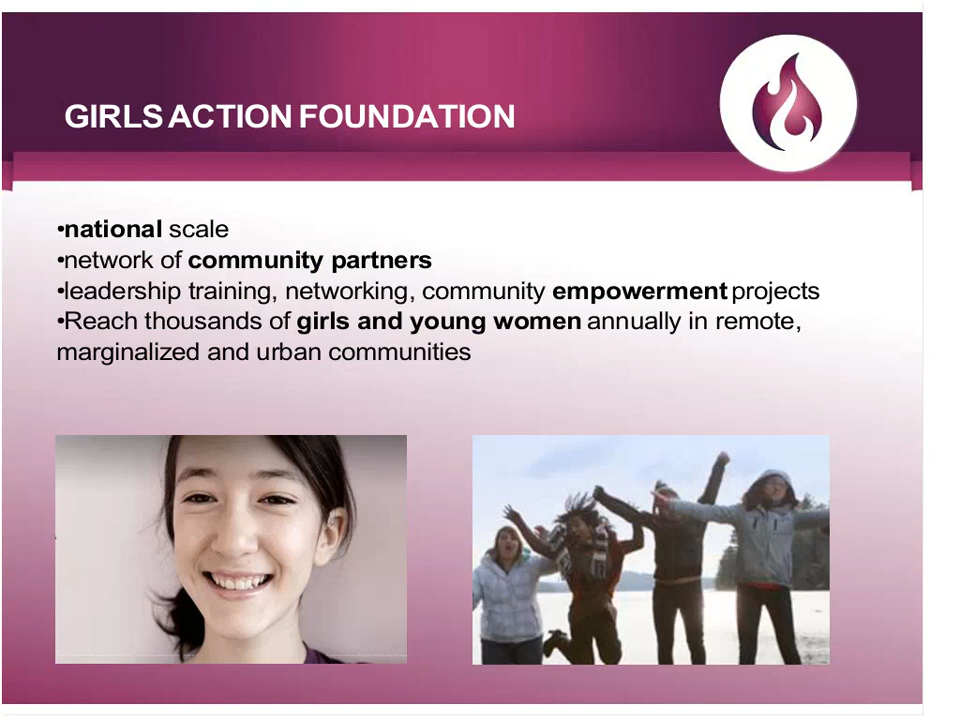 GIRLS ACTION FOUNDATION
•national scale
•network of community partners
•leadership training, networking, community empowerment projects
•Reach thousands of girls and young women annually in remote,
marginalized and urban communities